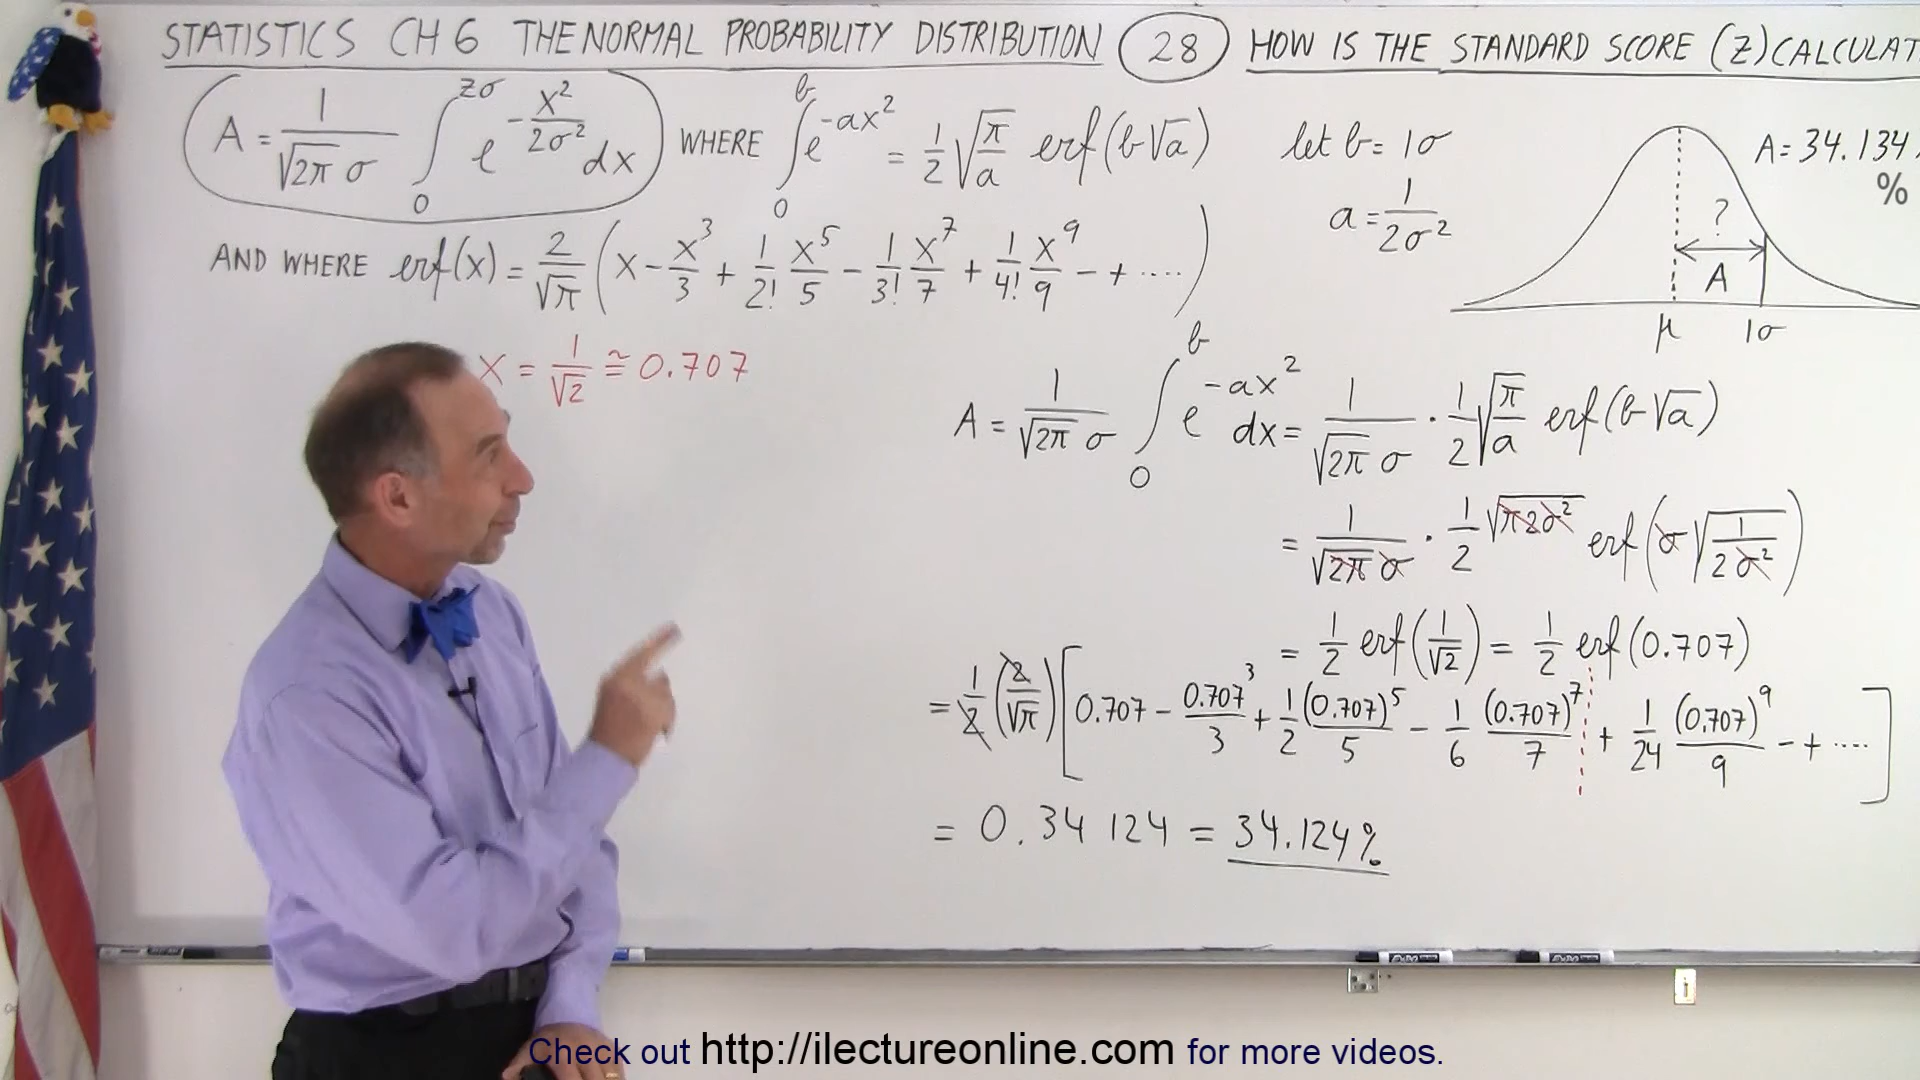 STATISTICS CH 6 THE NORMAL PROBABILITY DISTRIBUTION 28 HOW IS THE STANDARD SCORE (Z) CALCULAT
A = 1/(√2π σ) ∫₀^zσ e^(-x²/2σ²) dx WHERE ∫₀^b e^(-ax²) = 1/2 √(π/a) erf(b√a) let b = 1σ
a = 1/2σ²
A = 34.134
%
?
A
μ 1σ
AND WHERE erf(x) = 2/√π (x - x³/3 + 1/2! x⁵/5 - 1/3! x⁷/7 + 1/4! x⁹/9 - + ....)
x = 1/√2 ≅ 0.707
A = 1/(√2π σ) ∫₀^b e^(-ax²) dx = 1/(√2π σ) · 1/2 √(π/a) erf(b√a)
= 1/(√2π σ) · 1/2 √(π2σ²) erf(σ√(1/2σ²))
= 1/2 erf(1/√2) = 1/2 erf(0.707)
= 1/2 (2/√π) [0.707 - 0.707³/3 + 1/2 (0.707)⁵/5 - 1/6 (0.707)⁷/7 + 1/24 (0.707)⁹/9 - + ....]
= 0.34124 = 34.124%
EXPO EXPO
Check out http://ilectureonline.com for more videos.